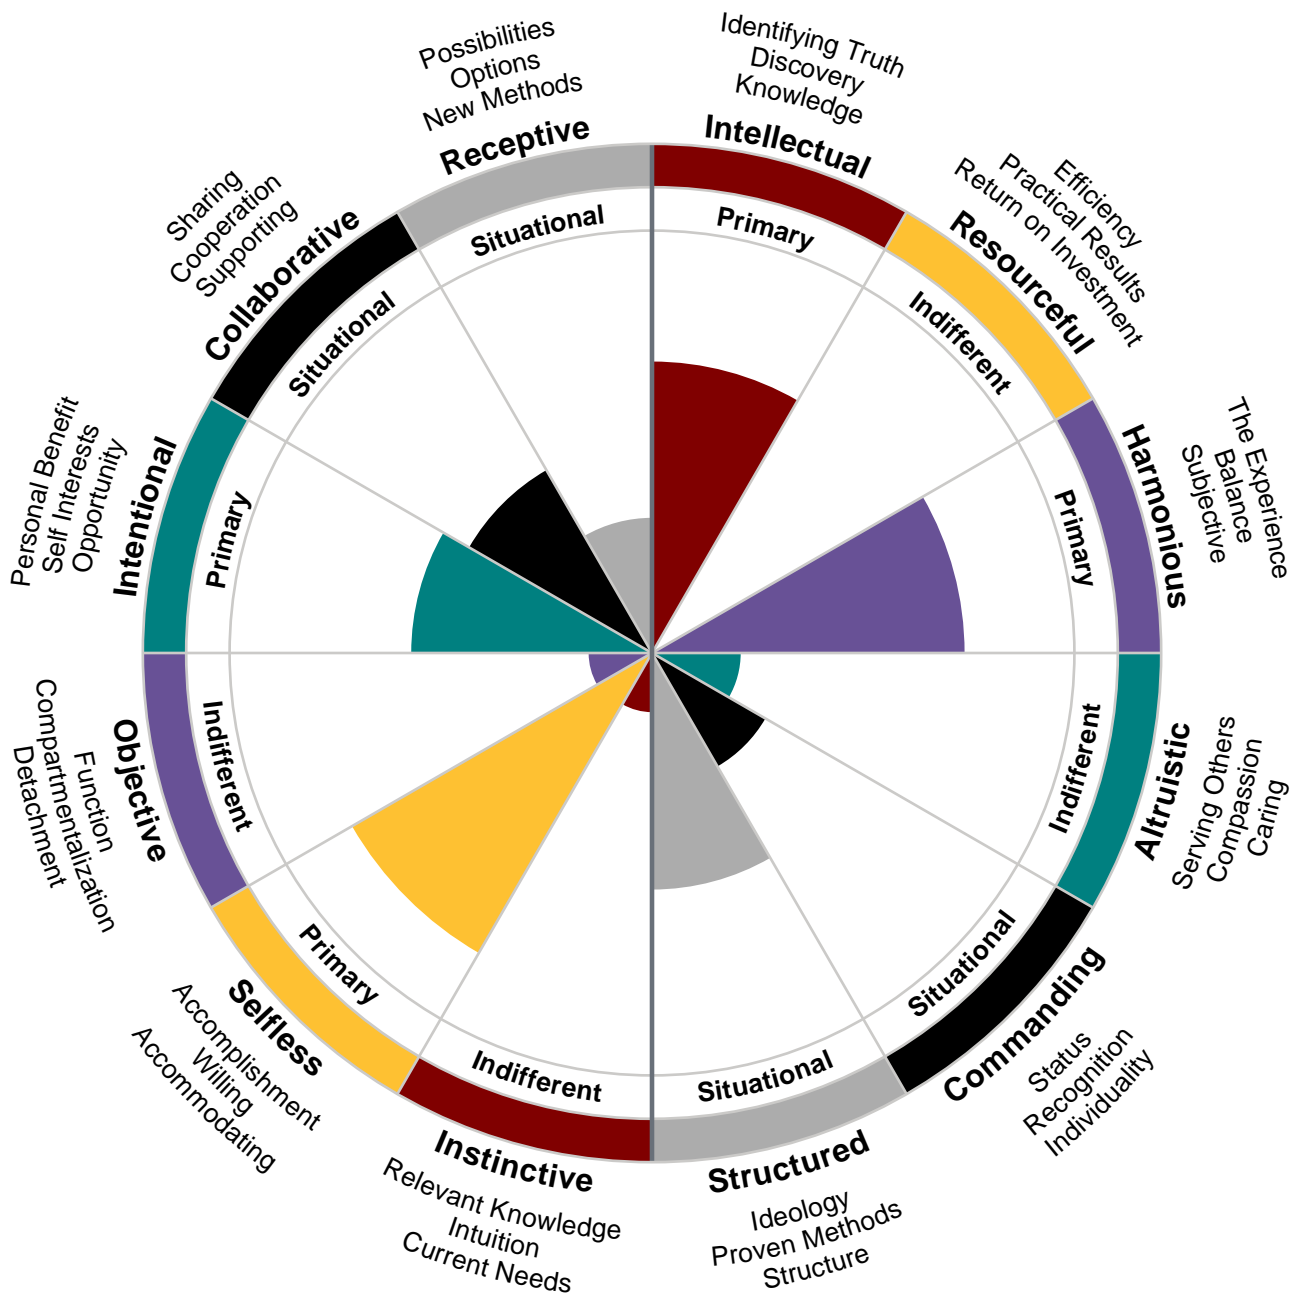 Identifying Truth
Discovery
Knowledge
Intellectual
Primary
Efficiency
Practical Results
Return on Investment
Resourceful
Indifferent
The Experience
Balance
Subjective
Harmonious
Primary
Serving Others
Compassion
Caring
Altruistic
Indifferent
Status
Recognition
Individuality
Commanding
Situational
Situational
Structured
Ideology
Proven Methods
Structure
Indifferent
Instinctive
Relevant Knowledge
Intuition
Current Needs
Primary
Selfless
Accomplishment
Willing
Accommodating
Indifferent
Objective
Function
Compartmentalization
Detachment
Personal Benefit
Self Interests
Opportunity
Intentional
Primary
Sharing
Cooperation
Supporting
Collaborative
Situational
Possibilities
Options
New Methods
Receptive
Situational